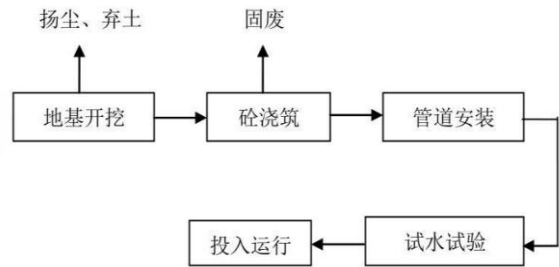 扬尘、弃土
固废
地基开挖
砼浇筑
管道安装
投入运行
试水试验